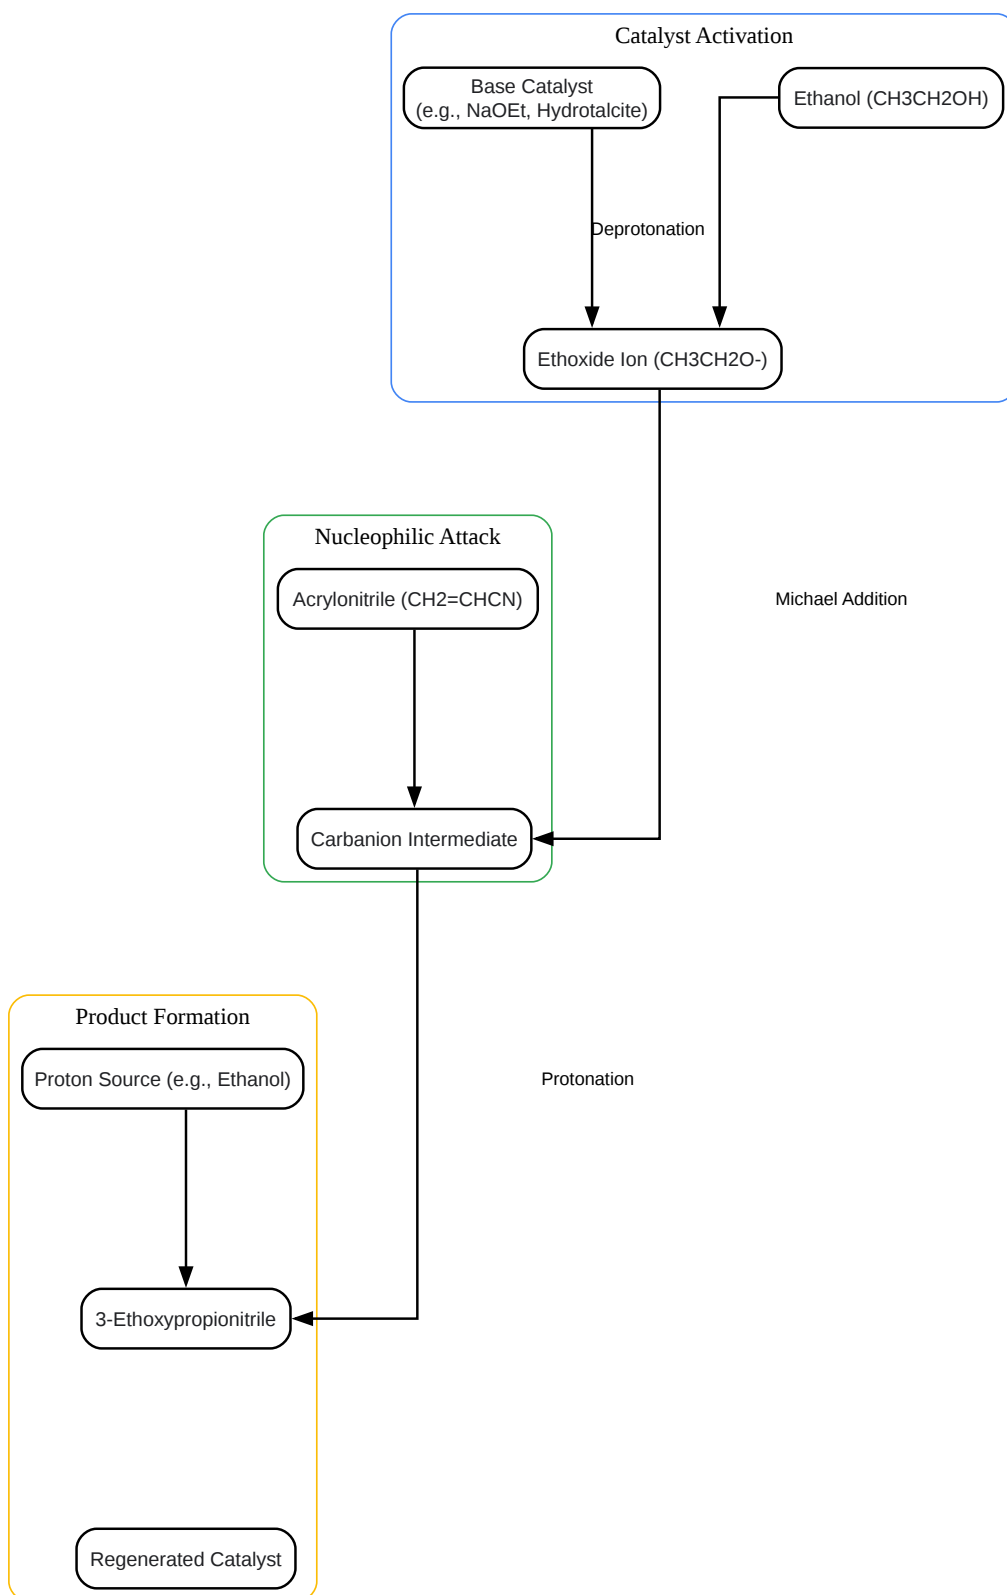 Catalyst Activation
Base Catalyst
(e.g., NaOEt, Hydrotalcite)
Ethanol (CH3CH2OH)
Deprotonation
Ethoxide Ion (CH3CH2O-)
Nucleophilic Attack
Acrylonitrile (CH2=CHCN)
Michael Addition
Carbanion Intermediate
Product Formation
Proton Source (e.g., Ethanol)
Protonation
3-Ethoxypropionitrile
Regenerated Catalyst